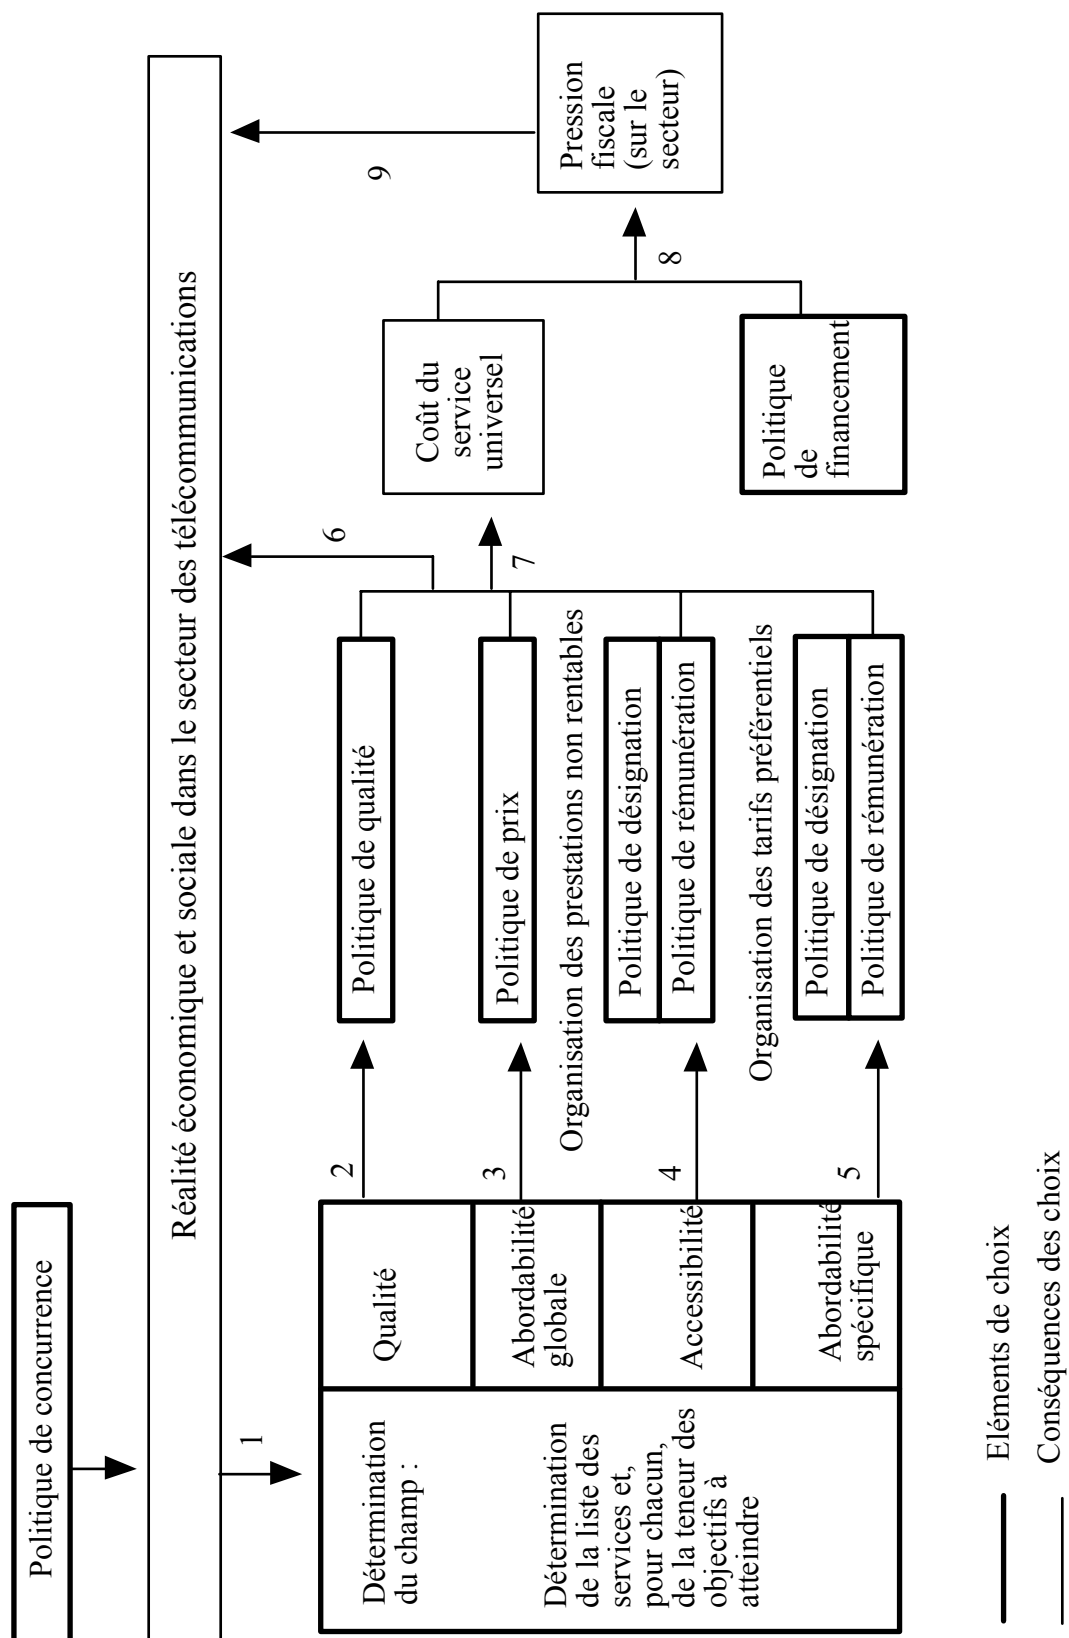 Politique de concurrence
Réalité économique et sociale dans le secteur des télécommunications
1
Détermination
du champ :
Détermination
de la liste des
services et,
pour chacun,
de la teneur des
objectifs à
atteindre
Qualité
Abordabilité
globale
Accessibilité
Abordabilité
spécifique
2
3
4
5
Politique de qualité
Politique de prix
Organisation des prestations non rentables
Politique de désignation
Politique de rémunération
Organisation des tarifs préférentiels
Politique de désignation
Politique de rémunération
6
7
Coût du
service
universel
Politique
de
financement
8
Pression
fiscale
(sur le
secteur)
9
Eléments de choix
Conséquences des choix